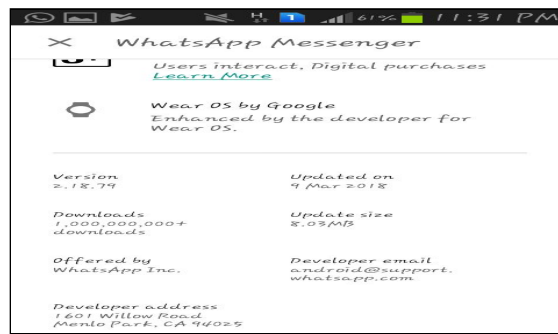 H+ 1 61% 11:31 PM
WhatsApp Messenger
Users interact, Digital purchases
Learn More
Wear OS by Google
Enhanced by the developer for
Wear OS.
Version
2.18.79
Updated on
9 Mar 2018
Downloads
1,000,000,000+
downloads
Update size
8.03MB
Offered by
WhatsApp Inc.
Developer email
android@support.
whatsapp.com
Developer address
1601 Willow Road
Menlo Park, CA 94025